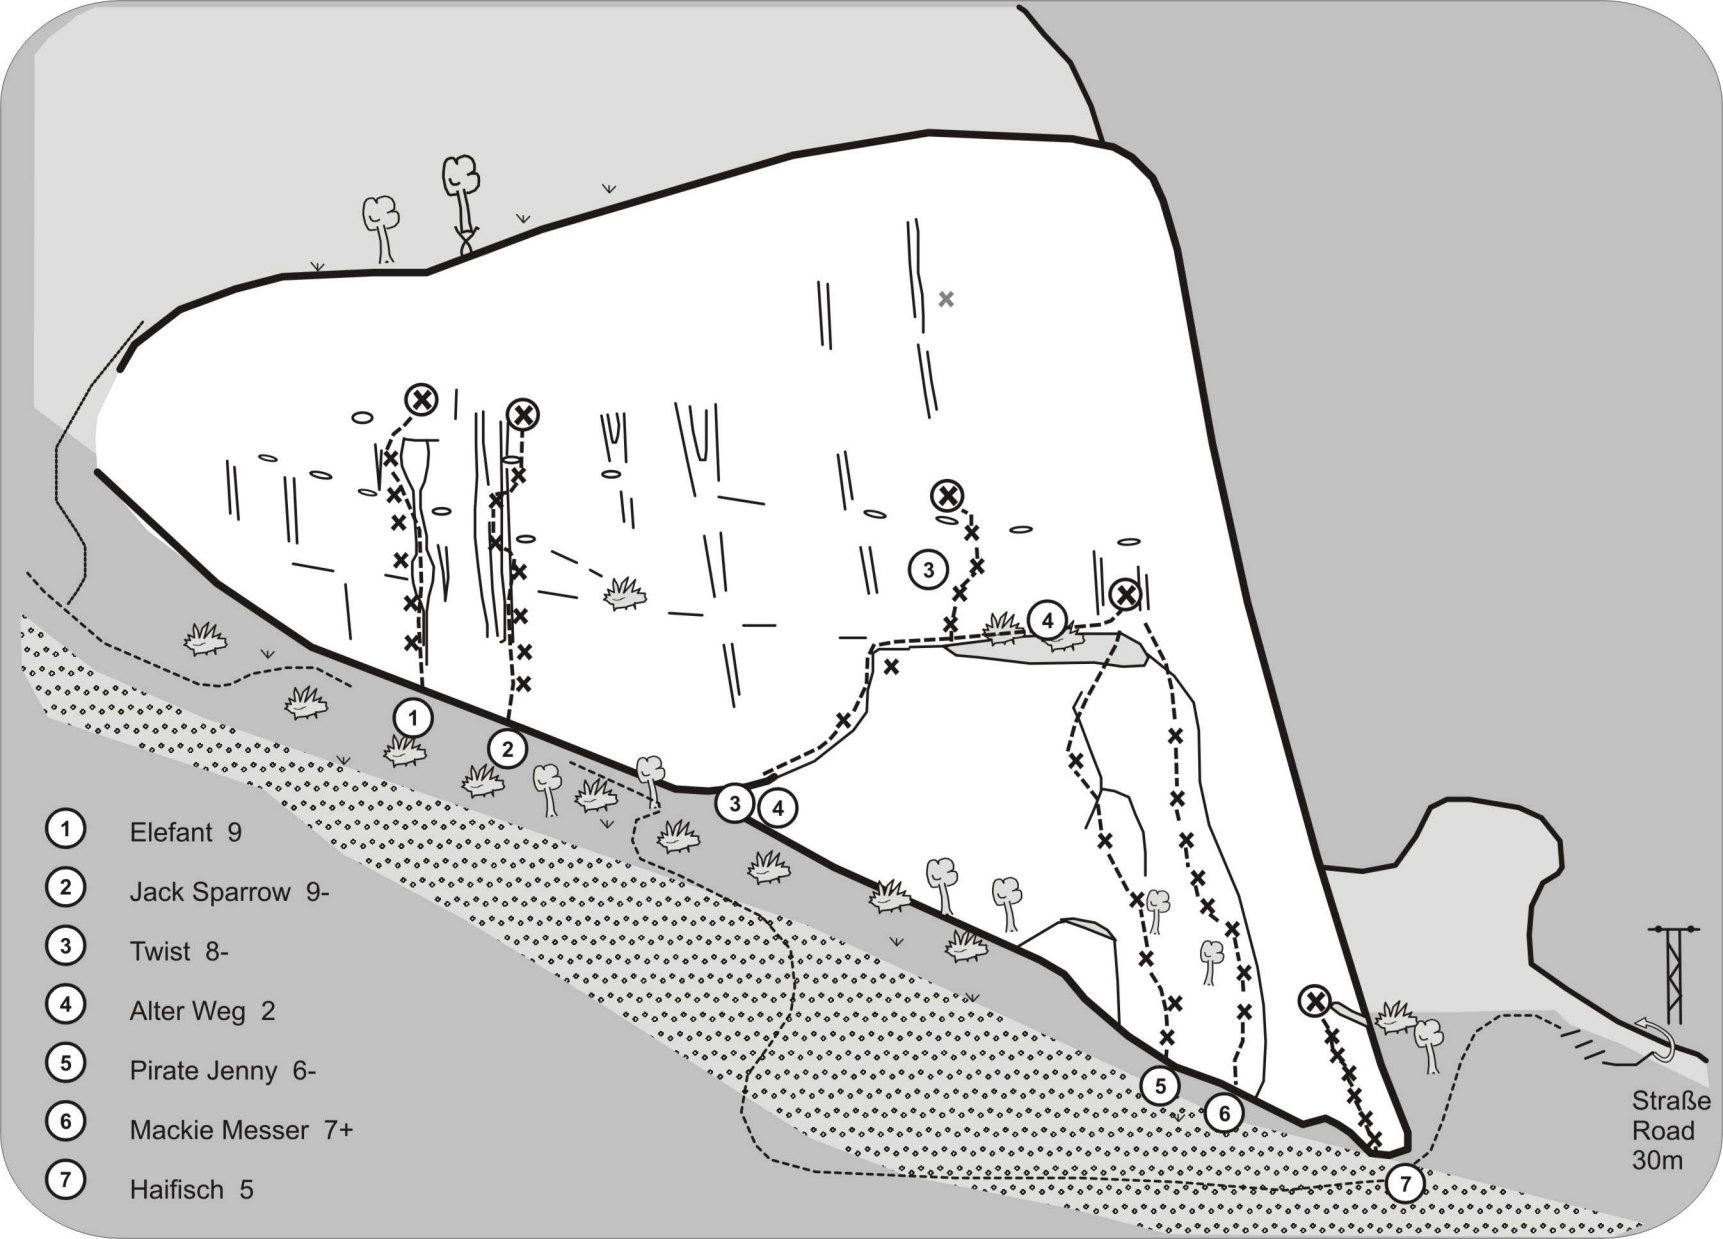 3
4
1
2
3
4
1 Elefant 9
2 Jack Sparrow 9-
3 Twist 8-
4 Alter Weg 2
5 Pirate Jenny 6-
6 Mackie Messer 7+
7 Haifisch 5
5
6
7
Straße
Road
30m